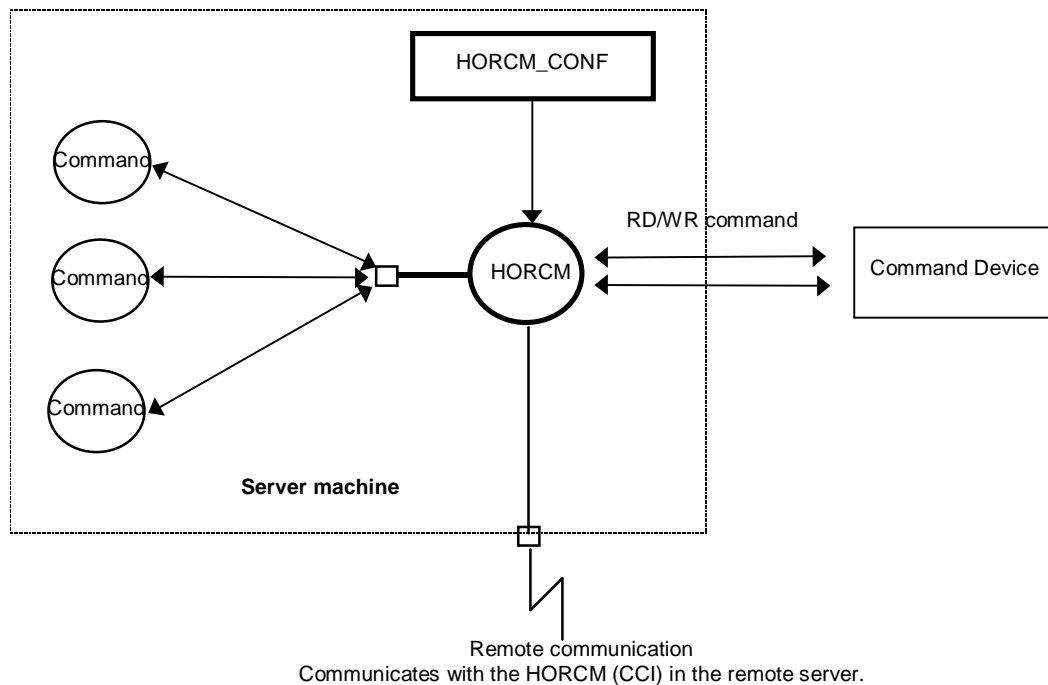 HORCM_CONF
Command
RD/WR command
Command
HORCM
Command Device
Command
Server machine
Remote communication
Communicates with the HORCM (CCI) in the remote server.